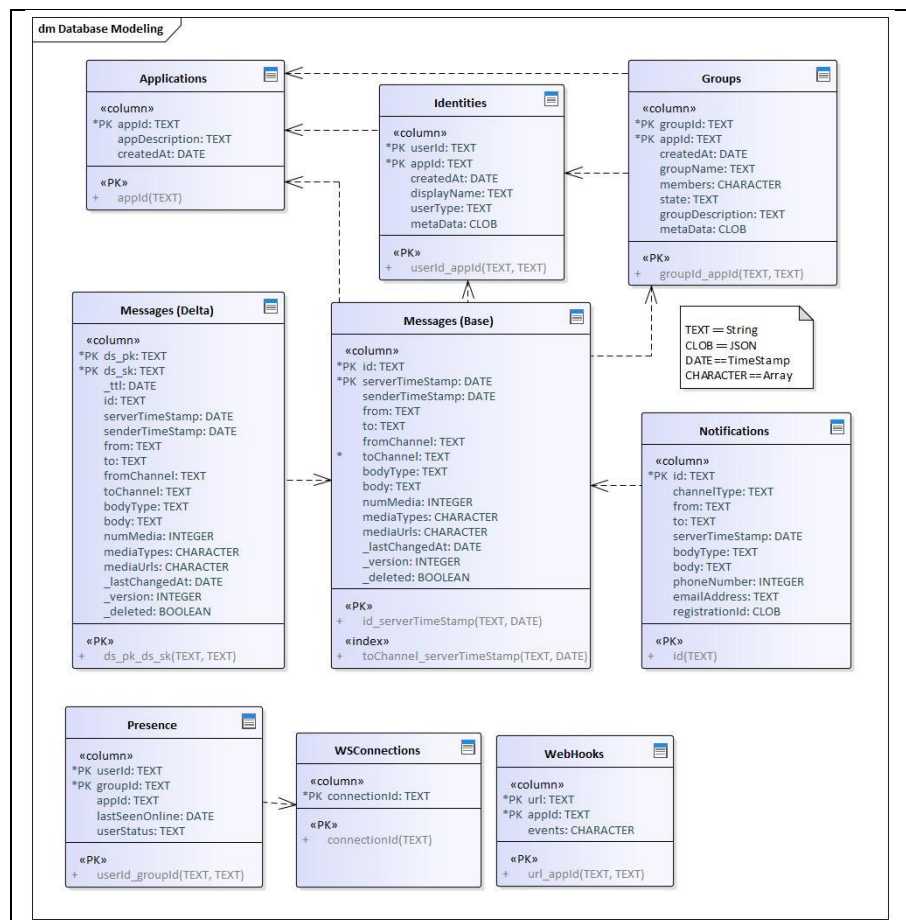 dm Database Modeling
Applications
«column»
*PK appId: TEXT
appDescription: TEXT
createdAt: DATE
«PK»
+ appId(TEXT)
Identities
«column»
*PK userId: TEXT
*PK appId: TEXT
createdAt: DATE
displayName: TEXT
userType: TEXT
metaData: CLOB
«PK»
+ userId_appId(TEXT, TEXT)
Groups
«column»
*PK groupId: TEXT
*PK appId: TEXT
createdAt: DATE
groupName: TEXT
members: CHARACTER
state: TEXT
groupDescription: TEXT
metaData: CLOB
«PK»
+ groupId_appId(TEXT, TEXT)
Messages (Delta)
«column»
*PK ds_pk: TEXT
*PK ds_sk: TEXT
_ttl: DATE
id: TEXT
serverTimeStamp: DATE
senderTimeStamp: DATE
from: TEXT
to: TEXT
fromChannel: TEXT
toChannel: TEXT
bodyType: TEXT
body: TEXT
numMedia: INTEGER
mediaTypes: CHARACTER
mediaUrls: CHARACTER
_lastChangedAt: DATE
_version: INTEGER
_deleted: BOOLEAN
«PK»
+ ds_pk_ds_sk(TEXT, TEXT)
Messages (Base)
«column»
*PK id: TEXT
*PK serverTimeStamp: DATE
senderTimeStamp: DATE
from: TEXT
to: TEXT
fromChannel: TEXT
* toChannel: TEXT
bodyType: TEXT
body: TEXT
numMedia: INTEGER
mediaTypes: CHARACTER
mediaUrls: CHARACTER
_lastChangedAt: DATE
_version: INTEGER
_deleted: BOOLEAN
«PK»
+ id_serverTimeStamp(TEXT, DATE)
«index»
+ toChannel_serverTimeStamp(TEXT, DATE)
TEXT == String
CLOB == JSON
DATE==TimeStamp
CHARACTER==Array
Notifications
«column»
*PK id: TEXT
channelType: TEXT
from: TEXT
to: TEXT
serverTimeStamp: DATE
bodyType: TEXT
body: TEXT
phoneNumber: INTEGER
emailAddress: TEXT
registrationId: CLOB
«PK»
+ id(TEXT)
Presence
«column»
*PK userId: TEXT
*PK groupId: TEXT
appId: TEXT
lastSeenOnline: DATE
userStatus: TEXT
«PK»
+ userId_groupId(TEXT, TEXT)
WSConnections
«column»
*PK connectionId: TEXT
«PK»
+ connectionId(TEXT)
WebHooks
«column»
*PK url: TEXT
*PK appId: TEXT
events: CHARACTER
«PK»
+ url_appId(TEXT, TEXT)